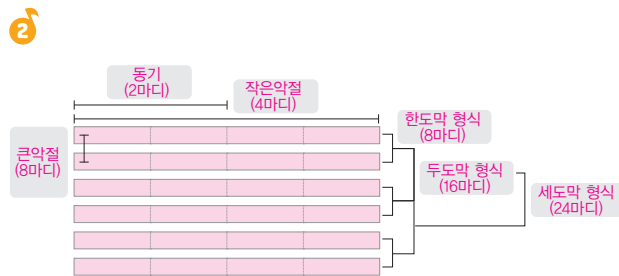 2
동기
(2마디)
작은악절
(4마디)
큰악절
(8마디)
한도막 형식
(8마디)
두도막 형식
(16마디)
세도막 형식
(24마디)